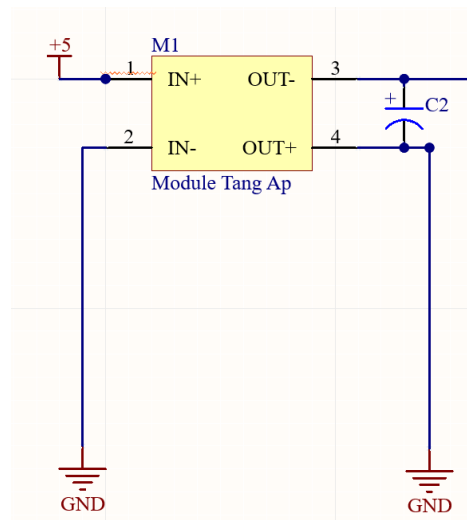 +5
M1
1
IN+
OUT-
3
+
C2
2
IN-
OUT+
4
Module Tang Ap
GND
GND